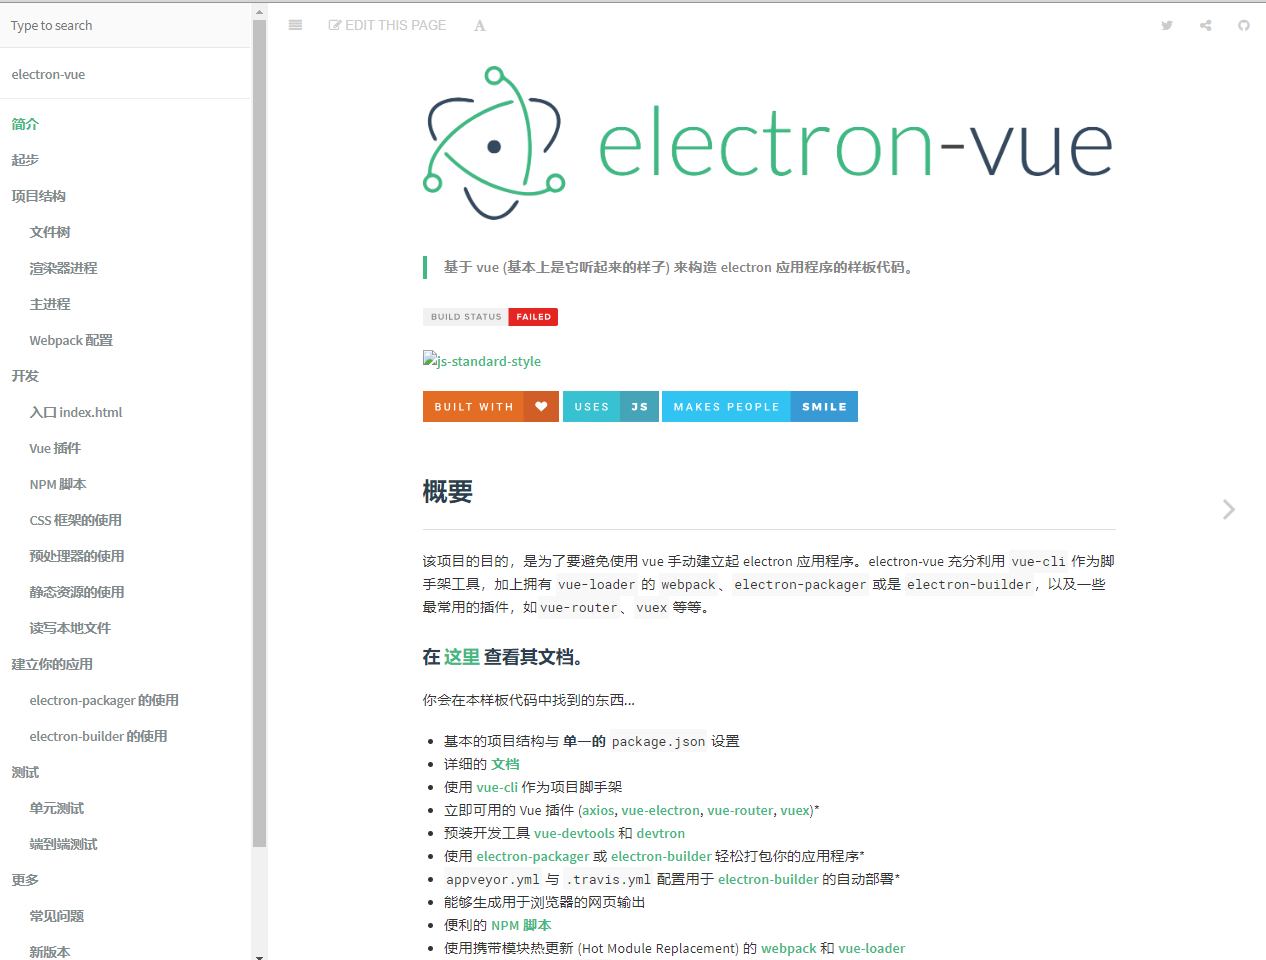 Type to search
electron-vue
简介
起步
项目结构
文件树
渲染器进程
主进程
Webpack 配置
开发
入口 index.html
Vue 插件
NPM 脚本
CSS 框架的使用
预处理器的使用
静态资源的使用
读写本地文件
建立你的应用
electron-packager 的使用
electron-builder 的使用
测试
单元测试
端到端测试
更多
常见问题
新版本
EDIT THIS PAGE A
electron-vue
基于 vue (基本上是它听起来的样子) 来构造 electron 应用程序的样板代码。
BUILD STATUS FAILED
js-standard-style
BUILT WITH ❤ USES JS MAKES PEOPLE SMILE
概要
该项目的目的，是为了要避免使用 vue 手动建立起 electron 应用程序。electron-vue 充分利用 vue-cli 作为脚
手架工具，加上拥有 vue-loader 的 webpack、electron-packager 或是 electron-builder，以及一些
最常用的插件，如 vue-router、vuex 等等。
在 这里 查看其文档。
你会在本样板代码中找到的东西...
• 基本的项目结构与 单一的 package.json 设置
• 详细的 文档
• 使用 vue-cli 作为项目脚手架
• 立即可用的 Vue 插件 (axios, vue-electron, vue-router, vuex)*
• 预装开发工具 vue-devtools 和 devtron
• 使用 electron-packager 或 electron-builder 轻松打包你的应用程序*
• appveyor.yml 与 .travis.yml 配置用于 electron-builder 的自动部署*
• 能够生成用于浏览器的网页输出
• 便利的 NPM 脚本
• 使用携带模块热更新 (Hot Module Replacement) 的 webpack 和 vue-loader